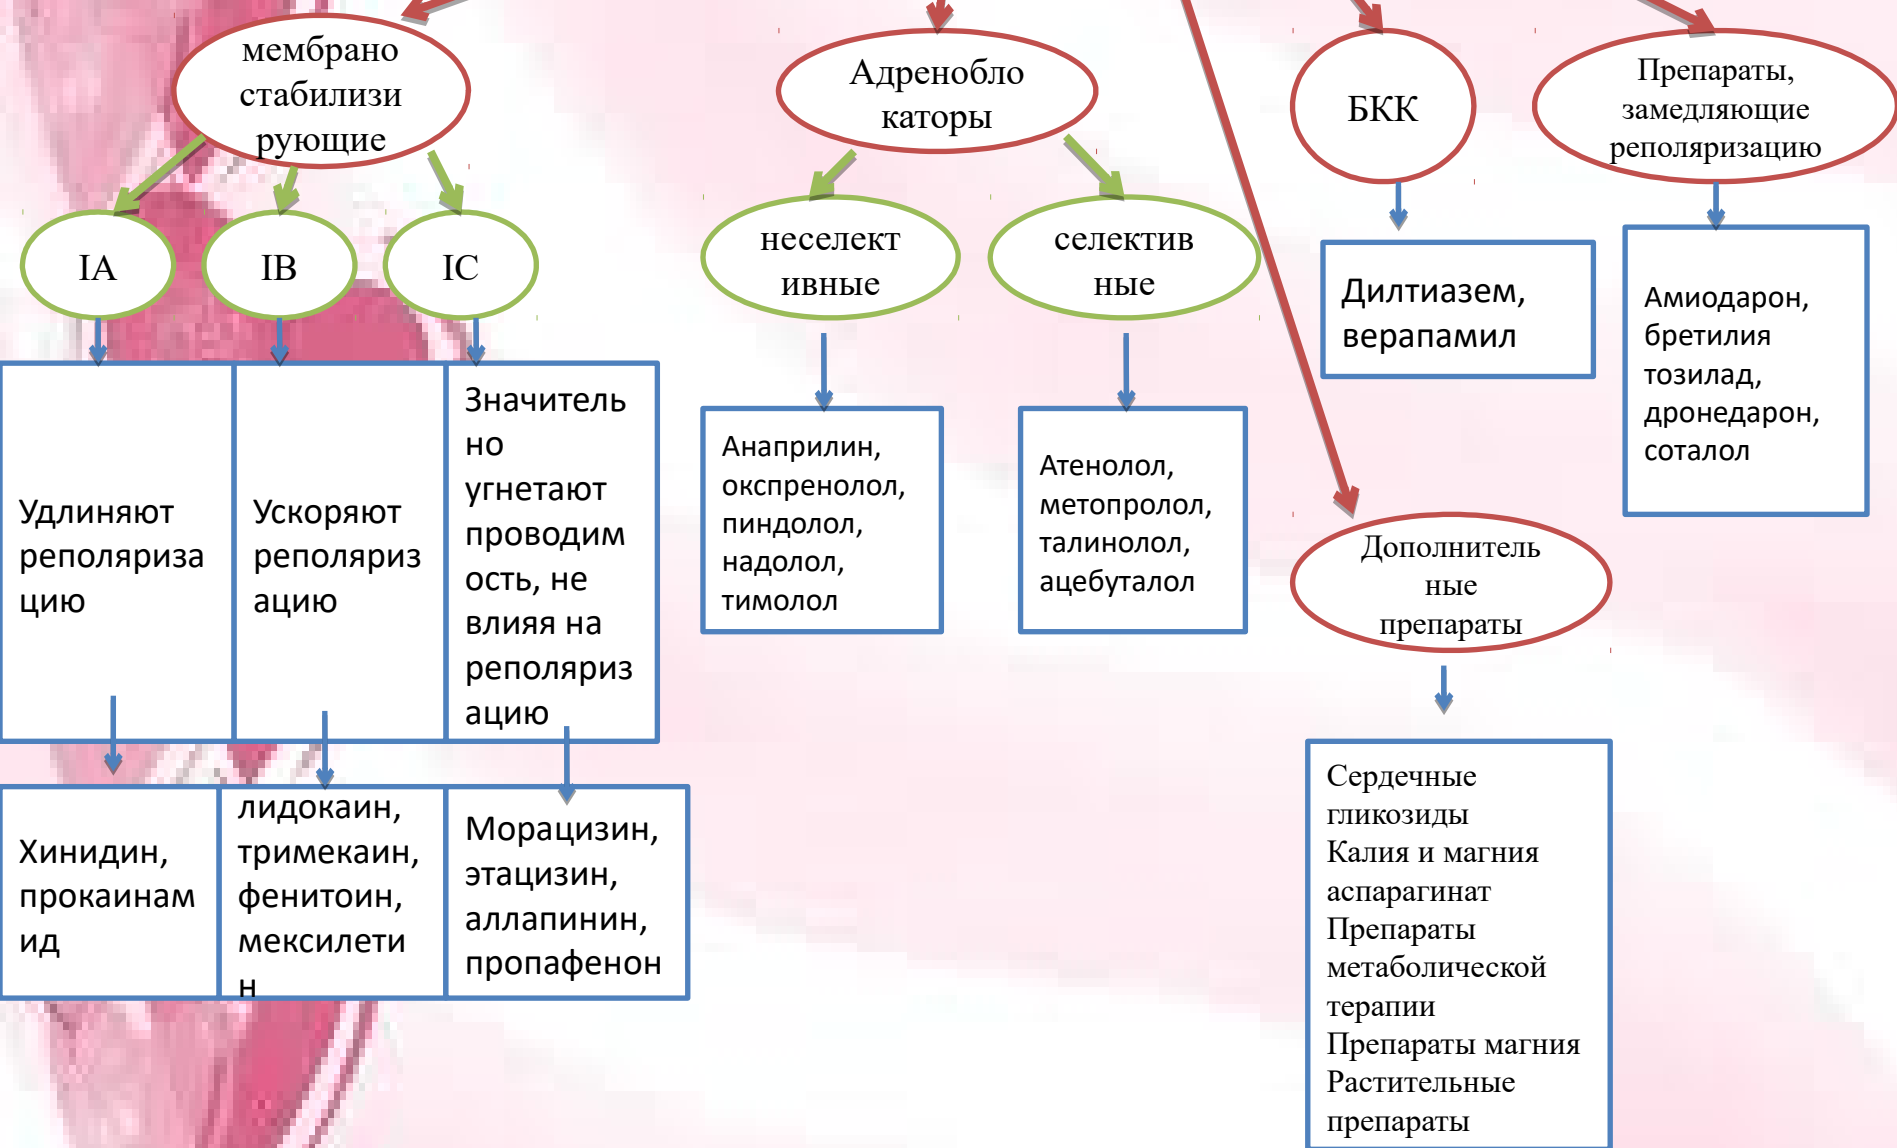 мембрано
стабилизи
рующие
Адренобло
каторы
БКК
Препараты,
замедляющие
реполяризацию
IA
IB
IC
неселект
ивные
селектив
ные
Дилтиазем,
верапамил
Амиодарон,
бретилия
тозилад,
дронедарон,
соталол
Удлиняют
реполяриза
цию
Ускоряют
реполяриз
ацию
Значитель
но
угнетают
проводим
ость, не
влияя на
реполяриз
ацию
Анаприлин,
окспренолол,
пиндолол,
надолол,
тимолол
Атенолол,
метопролол,
талинолол,
ацебуталол
Дополнитель
ные
препараты
Хинидин,
прокаинам
ид
лидокаин,
тримекаин,
фенитоин,
мексилети
н
Морацизин,
этацизин,
аллапинин,
пропафенон
Сердечные
гликозиды
Калия и магния
аспарагинат
Препараты
метаболической
терапии
Препараты магния
Растительные
препараты